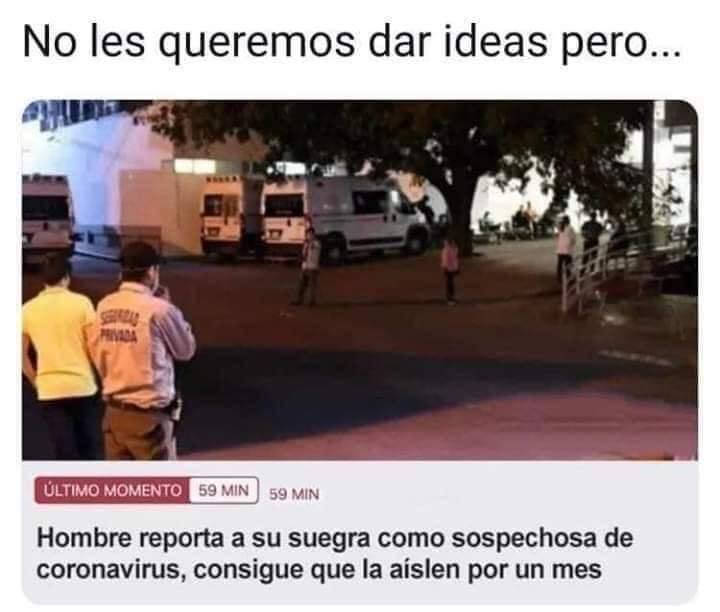 No les queremos dar ideas pero...
SEGURIDAD
PRIVADA
ÚLTIMO MOMENTO 59 MIN 59 MIN
Hombre reporta a su suegra como sospechosa de
coronavirus, consigue que la aíslen por un mes